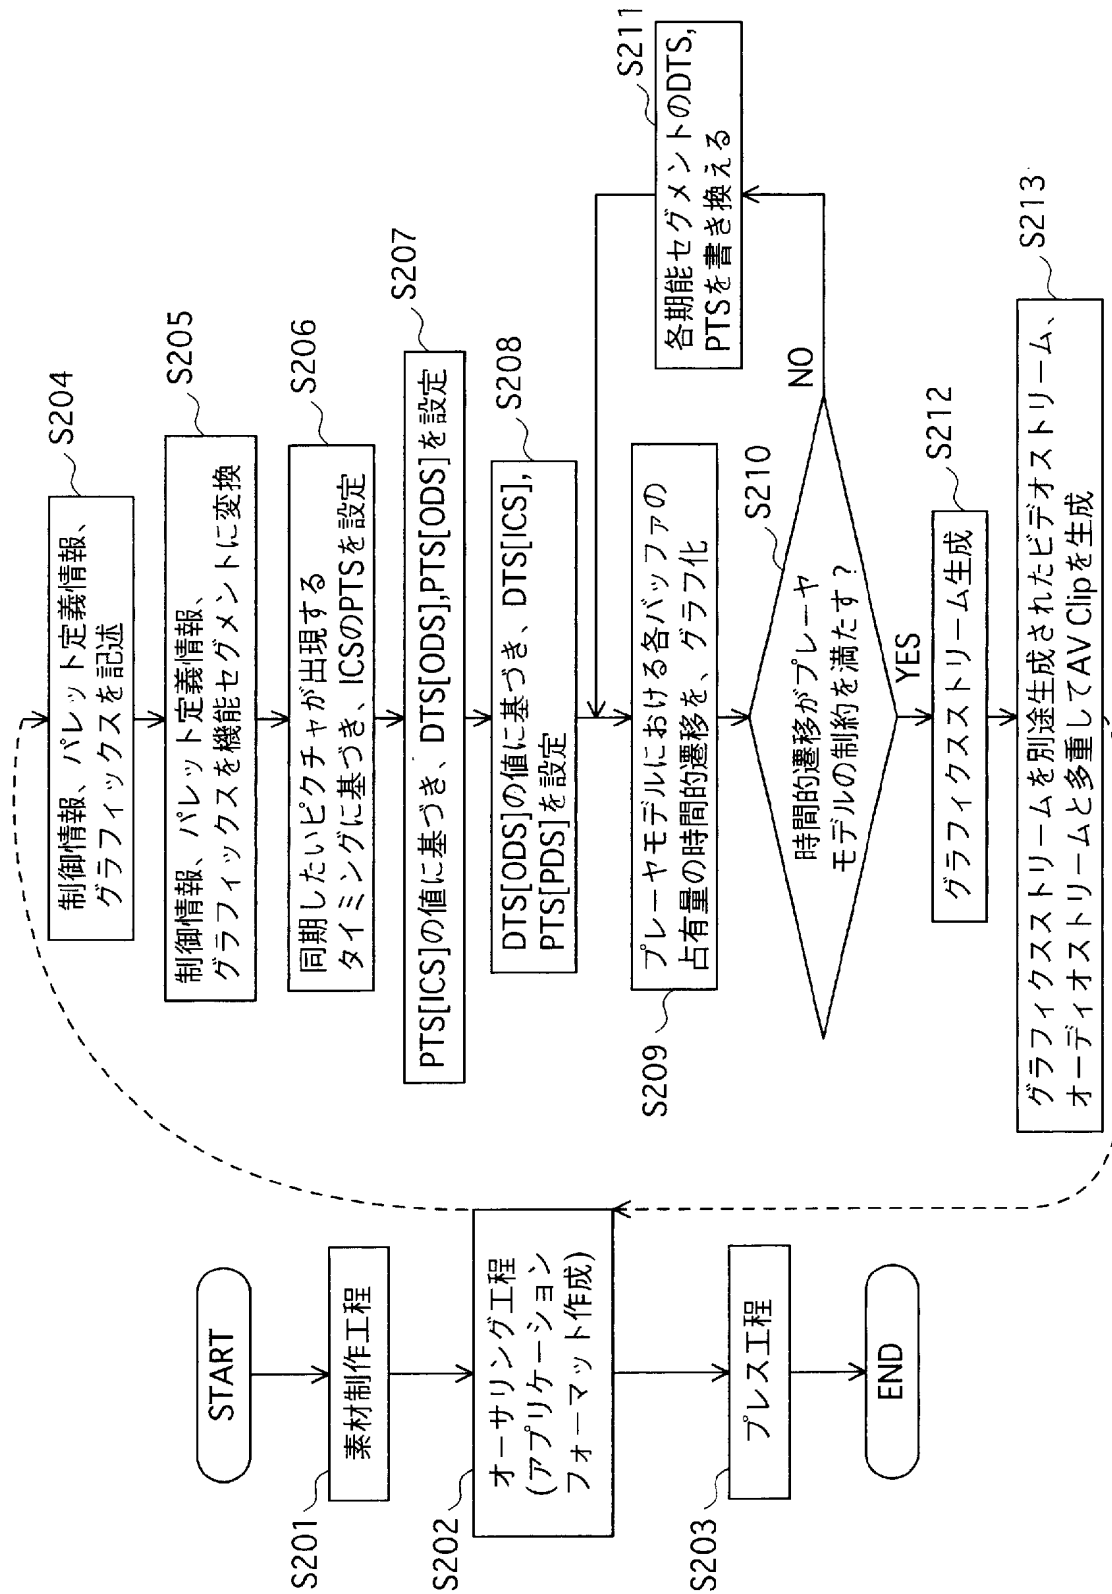 START
S201
素材制作工程
S202
オーサリング工程
(アプリケーション
フォーマット作成)
S203
プレス工程
END
S204
制御情報、パレット定義情報、
グラフィックスを記述
S205
制御情報、パレット定義情報、
グラフィックスを機能セグメントに変換
S206
同期したいピクチャが出現する
タイミングに基づき、ICSのPTSを設定
S207
PTS[ICS]の値に基づき、DTS[ODS],PTS[ODS]を設定
S208
DTS[ODS]の値に基づき、DTS[ICS],
PTS[PDS]を設定
S209
プレーヤモデルにおける各バッファの
占有量の時間的遷移を、グラフ化
S210
時間的遷移がプレーヤ
モデルの制約を満たす?
NO
YES
S211
各期能セグメントのDTS,
PTSを書き換える
S212
グラフィクスストリーム生成
S213
グラフィクスストリームを別途生成されたビデオストリーム、
オーディオストリームと多重してAV Clipを生成